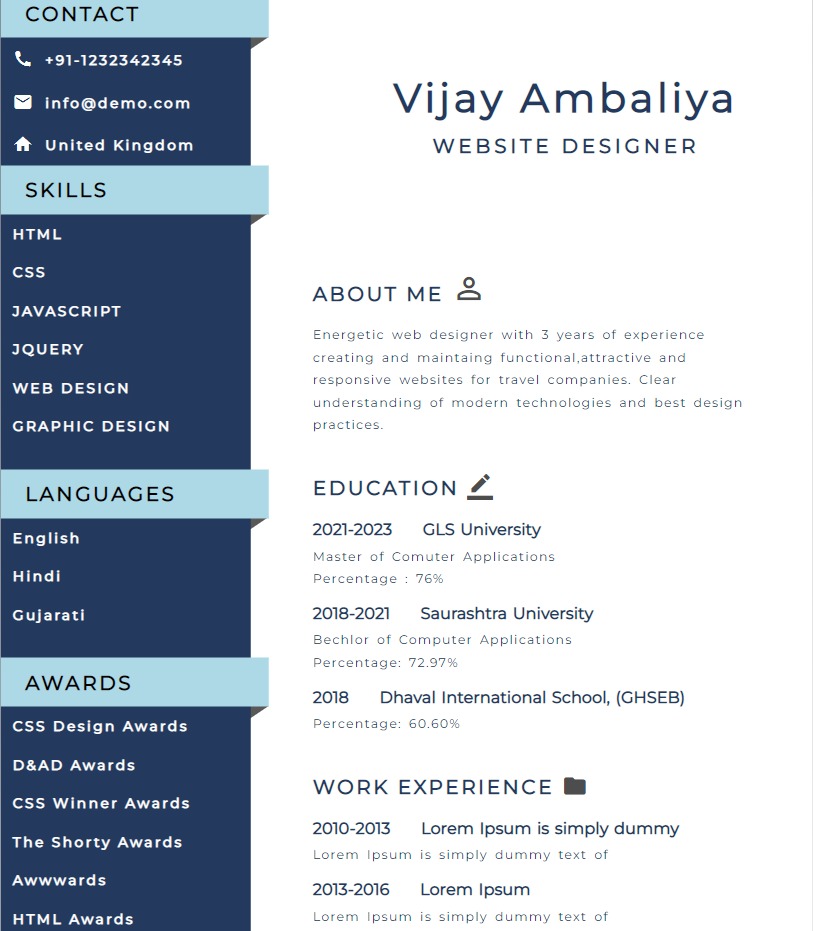 CONTACT
+91-1232342345
info@demo.com
United Kingdom
SKILLS
HTML
CSS
JAVASCRIPT
JQUERY
WEB DESIGN
GRAPHIC DESIGN
LANGUAGES
English
Hindi
Gujarati
AWARDS
CSS Design Awards
D&AD Awards
CSS Winner Awards
The Shorty Awards
Awwwards
HTML Awards
Vijay Ambaliya
WEBSITE DESIGNER
ABOUT ME
Energetic web designer with 3 years of experience
creating and maintaing functional,attractive and
responsive websites for travel companies. Clear
understanding of modern technologies and best design
practices.
EDUCATION
2021-2023 GLS University
Master of Comuter Applications
Percentage : 76%
2018-2021 Saurashtra University
Bechlor of Computer Applications
Percentage: 72.97%
2018 Dhaval International School, (GHSEB)
Percentage: 60.60%
WORK EXPERIENCE
2010-2013 Lorem Ipsum is simply dummy
Lorem Ipsum is simply dummy text of
2013-2016 Lorem Ipsum
Lorem Ipsum is simply dummy text of